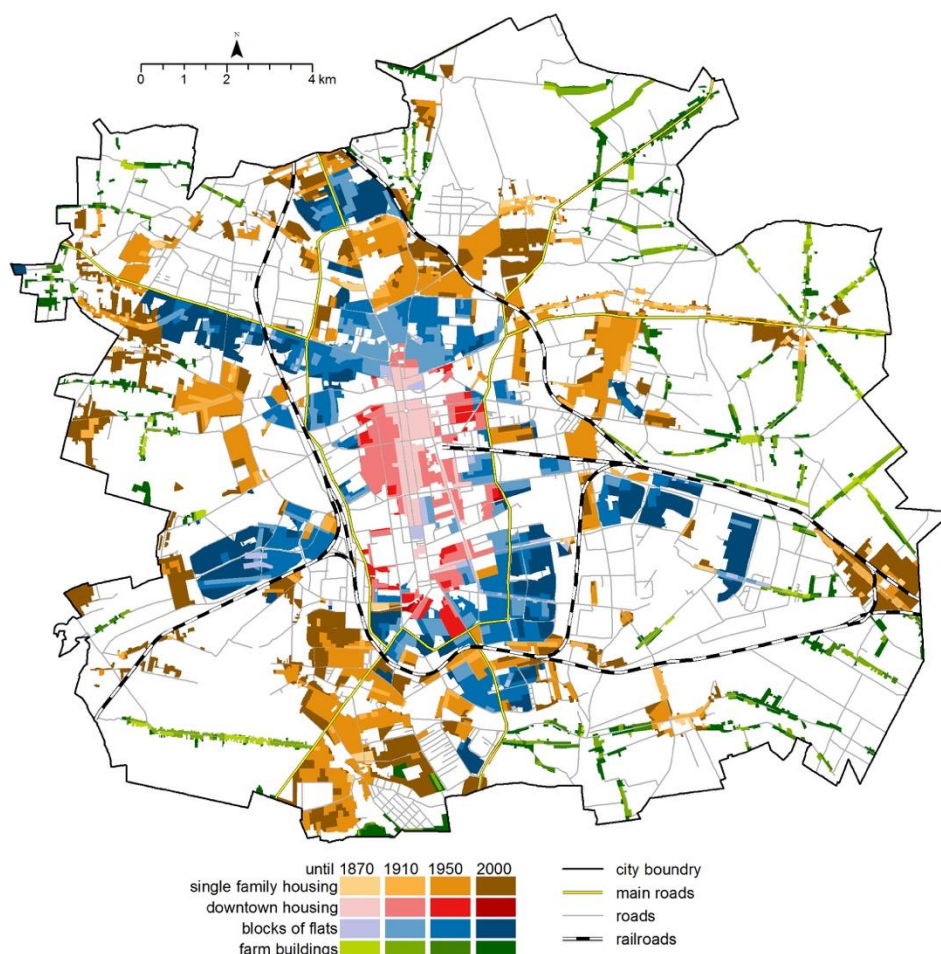 N
0 1 2 4 km
until 1870 1910 1950 2000
single family housing
downtown housing
blocks of flats
farm buildings
city boundry
main roads
roads
railroads